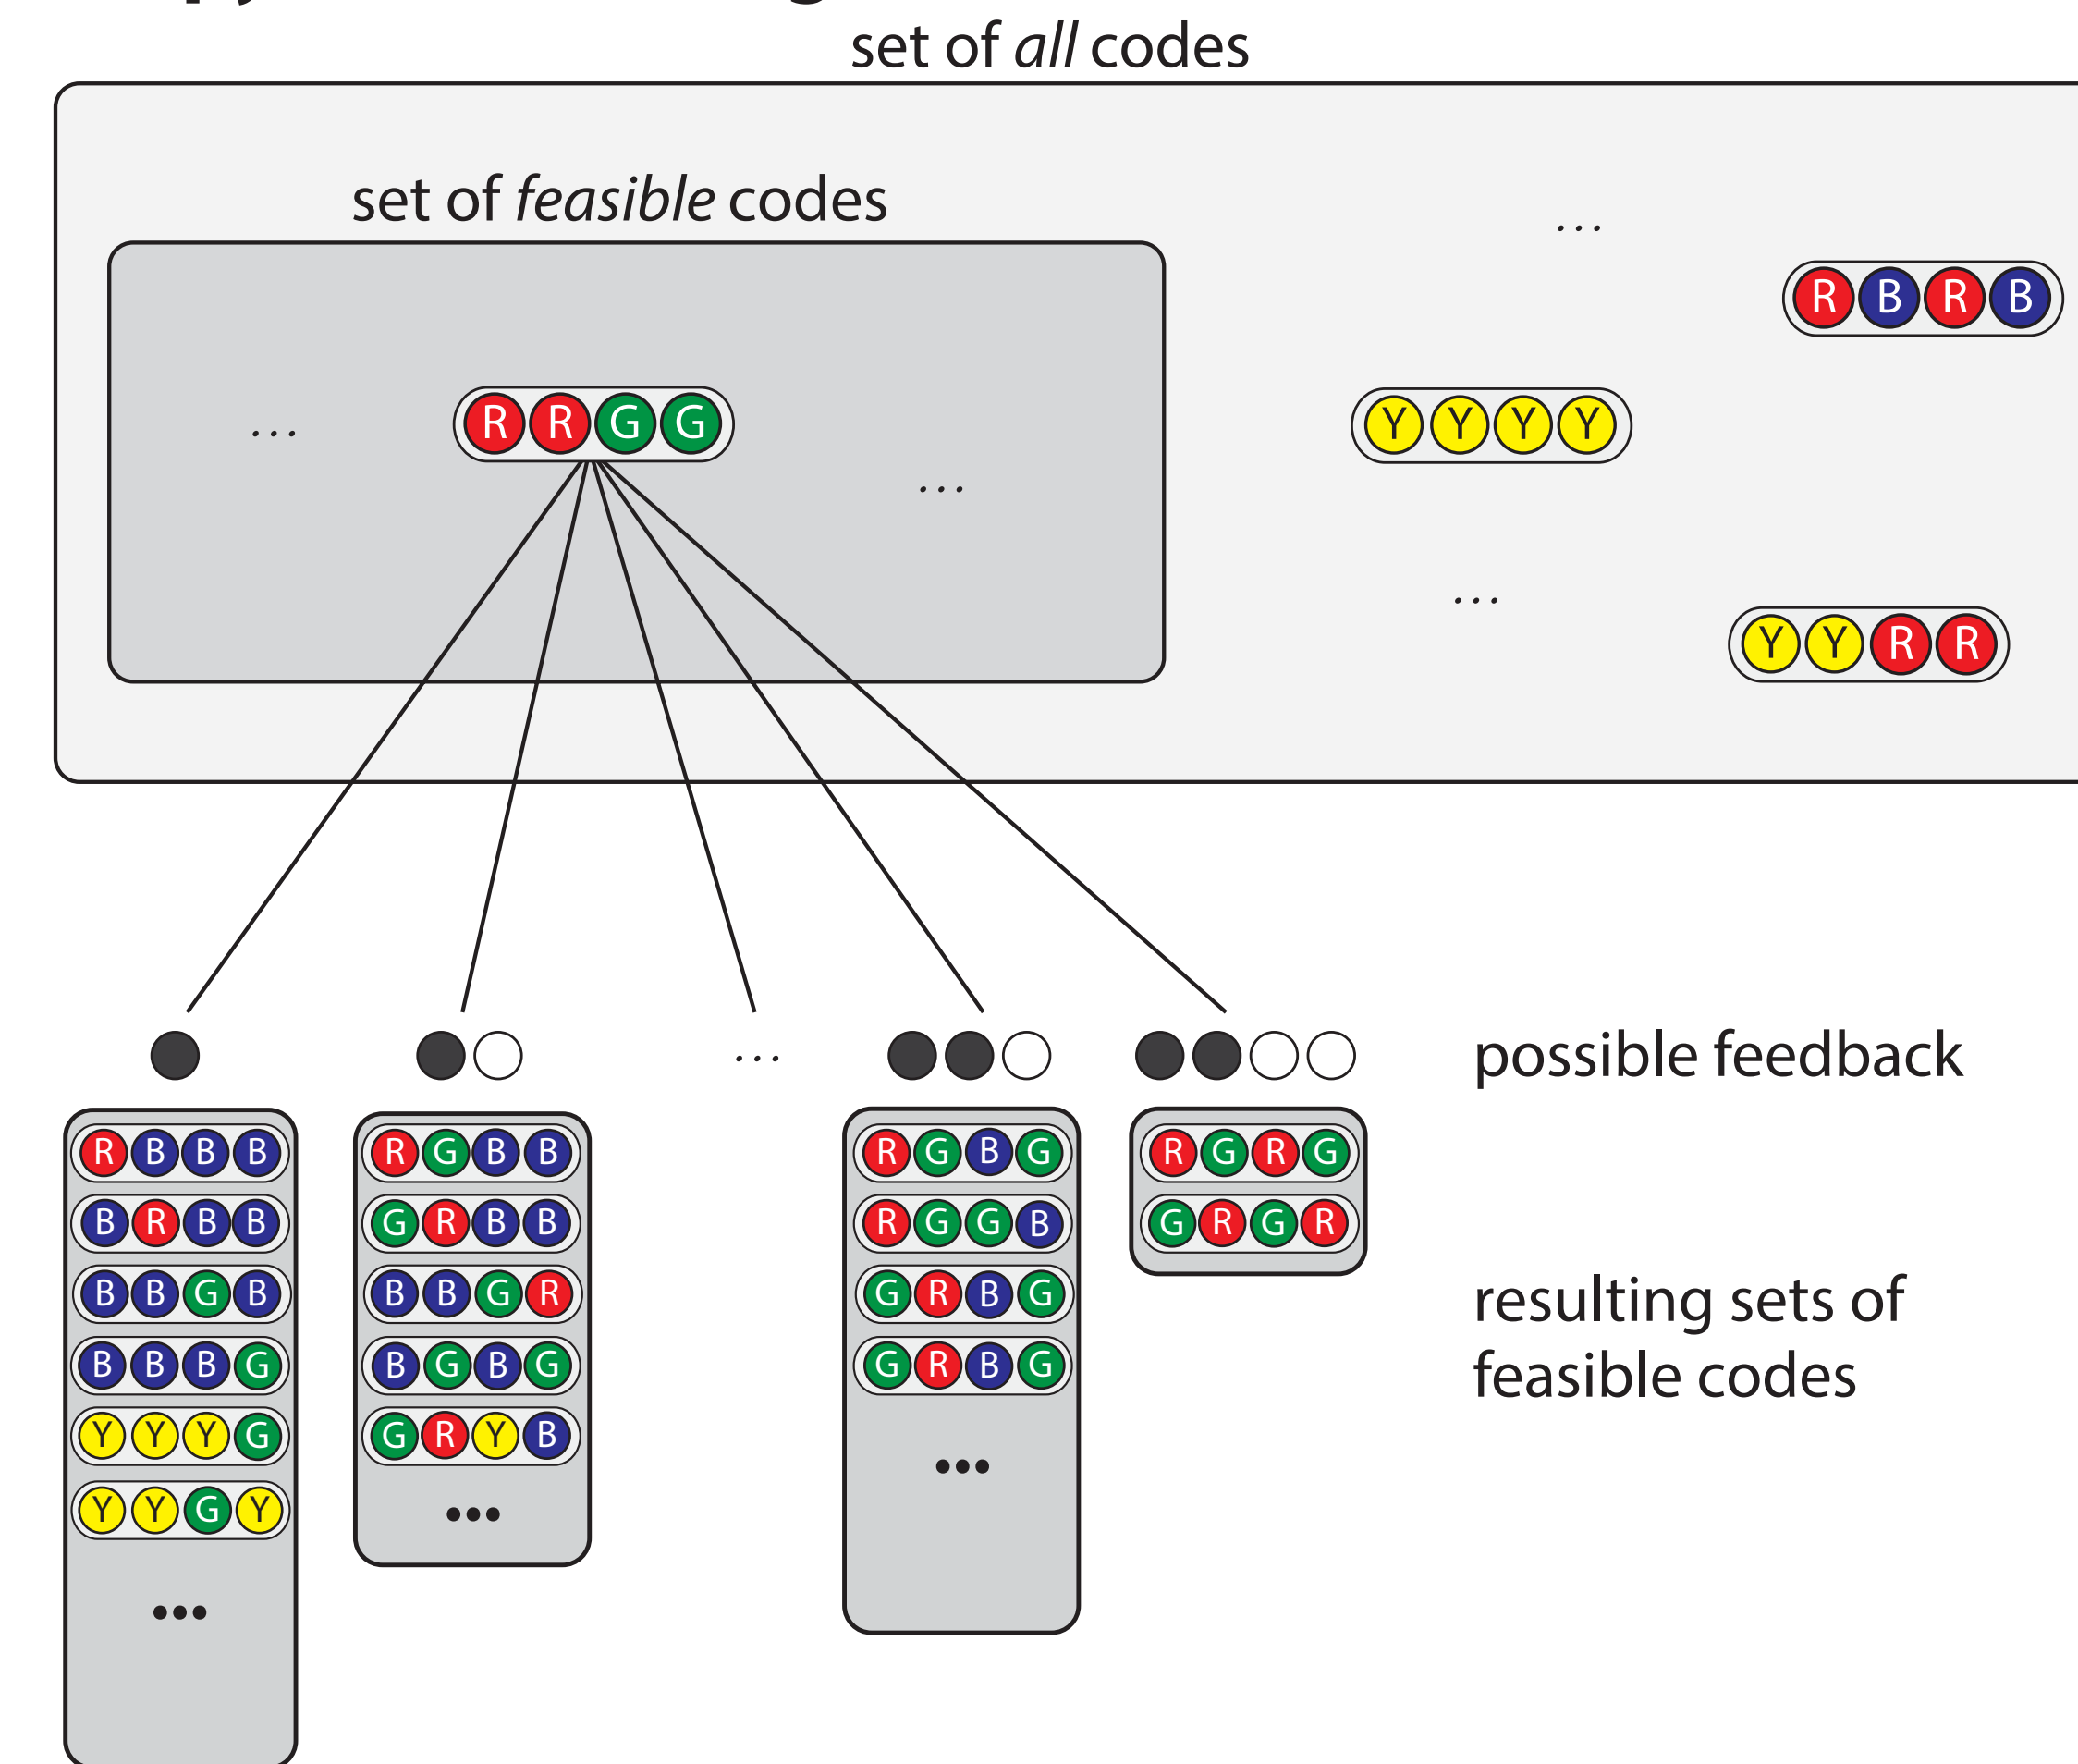 set of all codes
set of feasible codes
...
R B R B
R R G G
Y Y Y Y
...
...
...
Y Y R R
...
possible feedback
R B B B
R G B B
R G B G
R G R G
B R B B
G R B B
R G G B
G R G R
B B G B
B B G R
G R B G
resulting sets of
B B B G
B G B G
G R B G
feasible codes
Y Y Y G
G R Y B
...
Y Y G Y
...
...